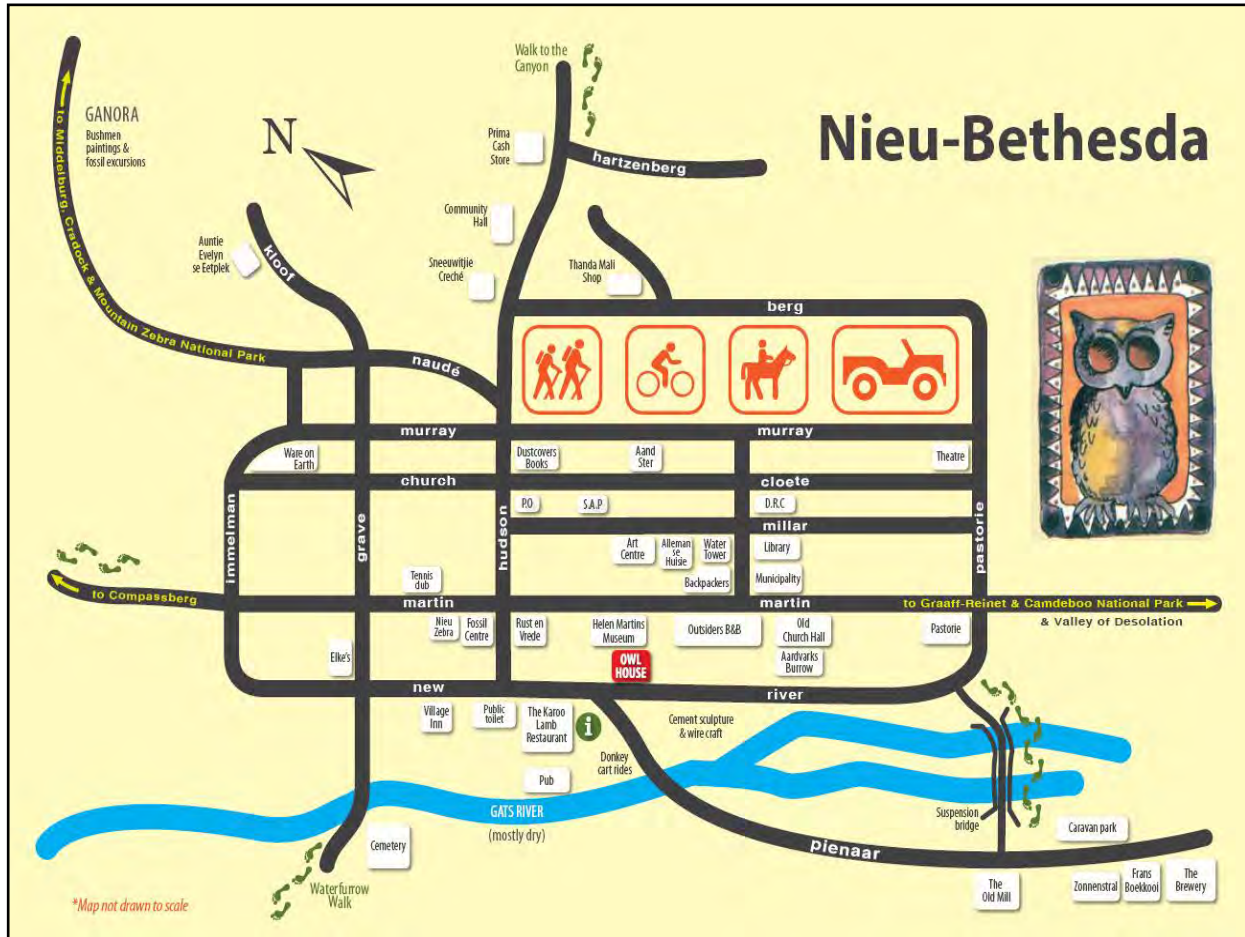 Nieu-Bethesda
Walk to the
Canyon
GANORA
Bushmen
paintings &
fossil excursions
to Middelburg, Cradock & Mountain Zebra National Park
N
Prima
Cash
Store
hartzenberg
Community
Hall
Auntie
Evelyn
se Eetplek
kloof
Sneeuwitjie
Creché
Thanda Mali
Shop
berg
naudé
murray
murray
Ware on
Earth
Dustcovers
Books
Aand
Ster
Theatre
church
cloete
immelman
grave
hudson
pastorie
P.O
S.A.P
D.R.C
millar
Art
Centre
Alleman
se
Huisie
Water
Tower
Library
Tennis
club
Backpackers
Municipality
to Compassberg
martin
martin
to Graaff-Reinet & Camdeboo National Park
& Valley of Desolation
Nieu
Zebra
Fossil
Centre
Rust en
Vrede
Helen Martins
Museum
Outsiders B&B
Old
Church Hall
Pastorie
Elke's
OWL
HOUSE
Aardvarks
Burrow
new
river
Village
Inn
Public
toilet
The Karoo
Lamb
Restaurant
i
Cement sculpture
& wire craft
Donkey
cart rides
Pub
GATS RIVER
(mostly dry)
Suspension
bridge
Caravan park
Cemetery
pienaar
Waterfurrow
Walk
The
Old Mill
Zonnenstral
Frans
Boekkooi
The
Brewery
*Map not drawn to scale